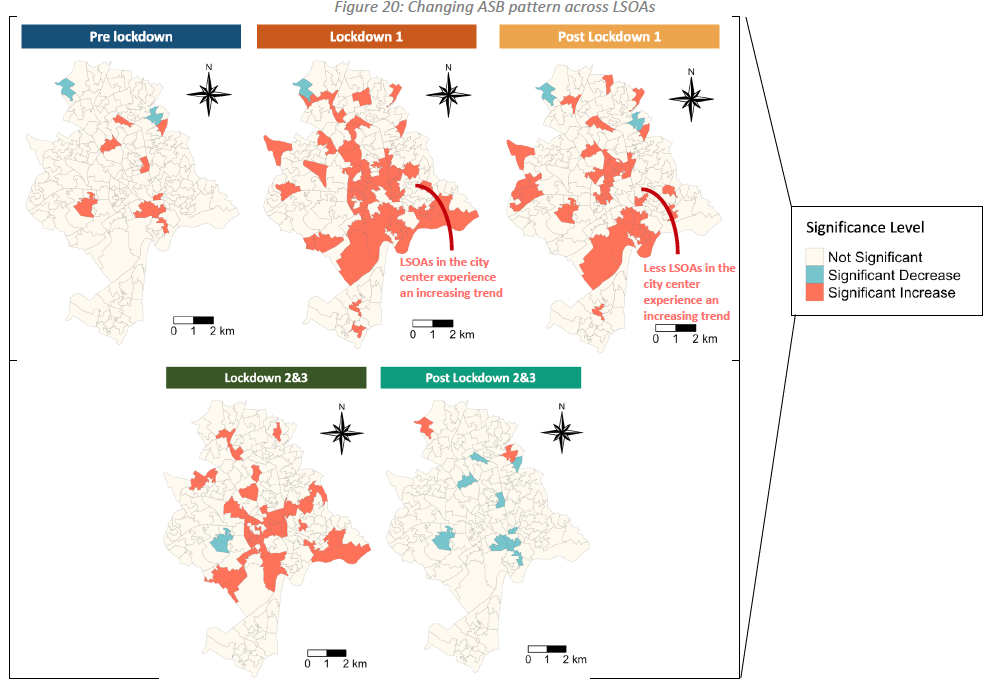 Figure 20: Changing ASB pattern across LSOAs
Pre lockdown
Lockdown 1
Post Lockdown 1
N
N
N
LSOAs in the city
center experience
an increasing trend
Less LSOAs in the
city center
experience an
increasing trend
0 1 2 km
0 1 2 km
0 1 2 km
Significance Level
Not Significant
Significant Decrease
Significant Increase
Lockdown 2&3
Post Lockdown 2&3
N
N
0 1 2 km
0 1 2 km